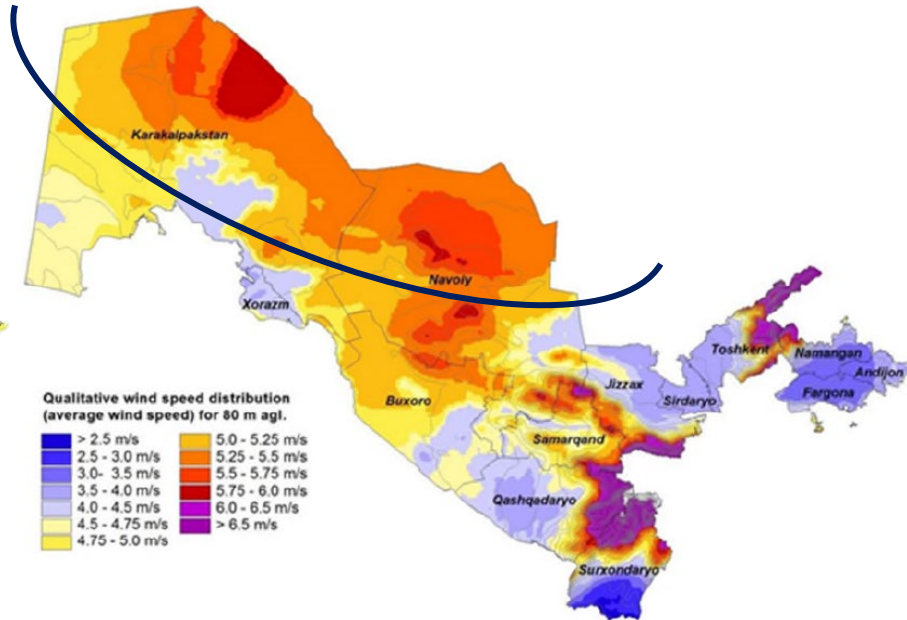 Karakalpakstan
Navoiy
Xorazm
Toshkent
Namangan
Andijon
Fargona
Buxoro
Jizzax
Sirdaryo
Samarqand
Qashqadaryo
Surxondaryo
Qualitative wind speed distribution
(average wind speed) for 80 m agl.
> 2.5 m/s
2.5 - 3.0 m/s
3.0- 3.5 m/s
3.5 - 4.0 m/s
4.0 - 4.5 m/s
4.5 - 4.75 m/s
4.75 - 5.0 m/s
5.0 - 5.25 m/s
5.25 - 5.5 m/s
5.5 - 5.75 m/s
5.75 - 6.0 m/s
6.0 - 6.5 m/s
> 6.5 m/s